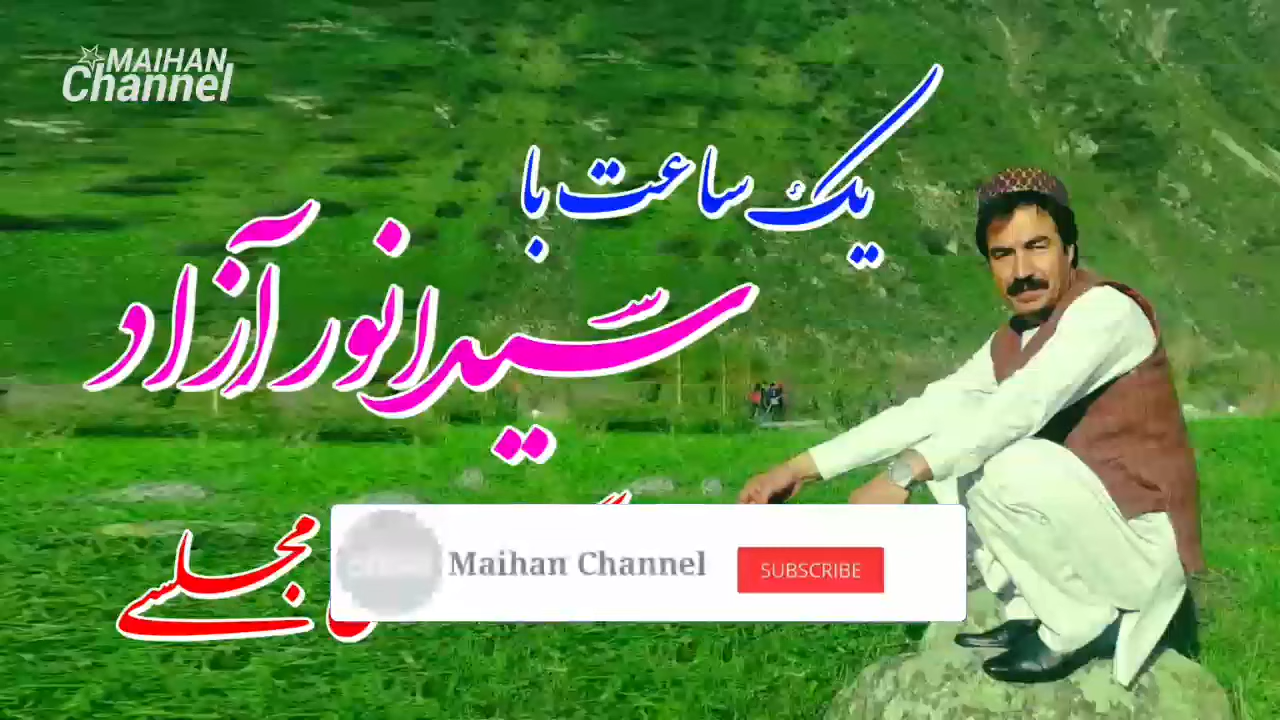 MAIHAN
Channel
یک ساعت با
سید انور آزاد
مجلسی
Maihan Channel
SUBSCRIBE